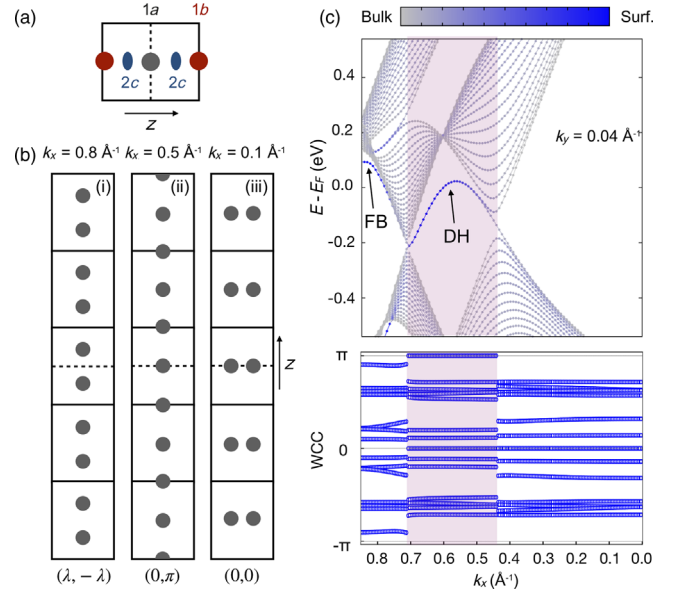 (a)
1a
1b
2c
2c
z
(b)
kx = 0.8 Å-1
kx = 0.5 Å-1
kx = 0.1 Å-1
(i)
(ii)
(iii)
z
(λ, − λ)
(0,π)
(0,0)
(c)
Bulk
Surf.
ky = 0.04 Å-1
E - EF (eV)
0.4
0.2
0.0
-0.2
-0.4
FB
DH
WCC
π
0
-π
0.8
0.7
0.6
0.5
0.4
0.3
0.2
0.1
0.0
kx (Å-1)